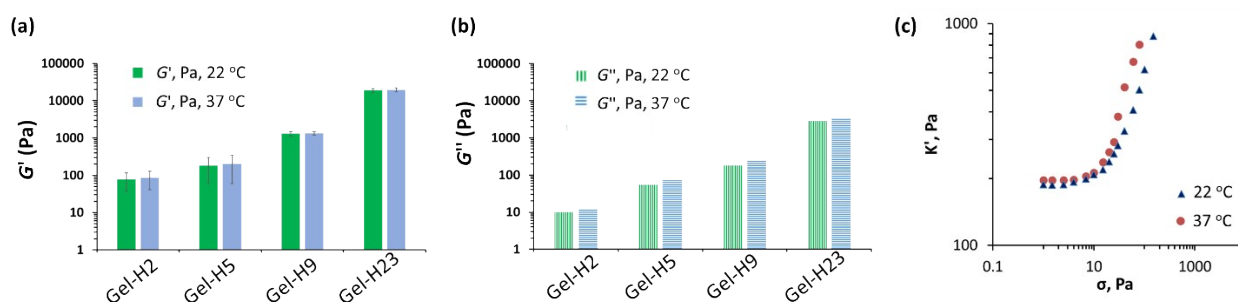 (a)
G' (Pa)
100000
10000
1000
100
10
1
G', Pa, 22 °C
G', Pa, 37 °C
Gel-H2
Gel-H5
Gel-H9
Gel-H23
(b)
G'' (Pa)
100000
10000
1000
100
10
1
G'', Pa, 22 °C
G'', Pa, 37 °C
Gel-H2
Gel-H5
Gel-H9
Gel-H23
(c)
K', Pa
1000
100
22 °C
37 °C
0.1
10
1000
σ, Pa